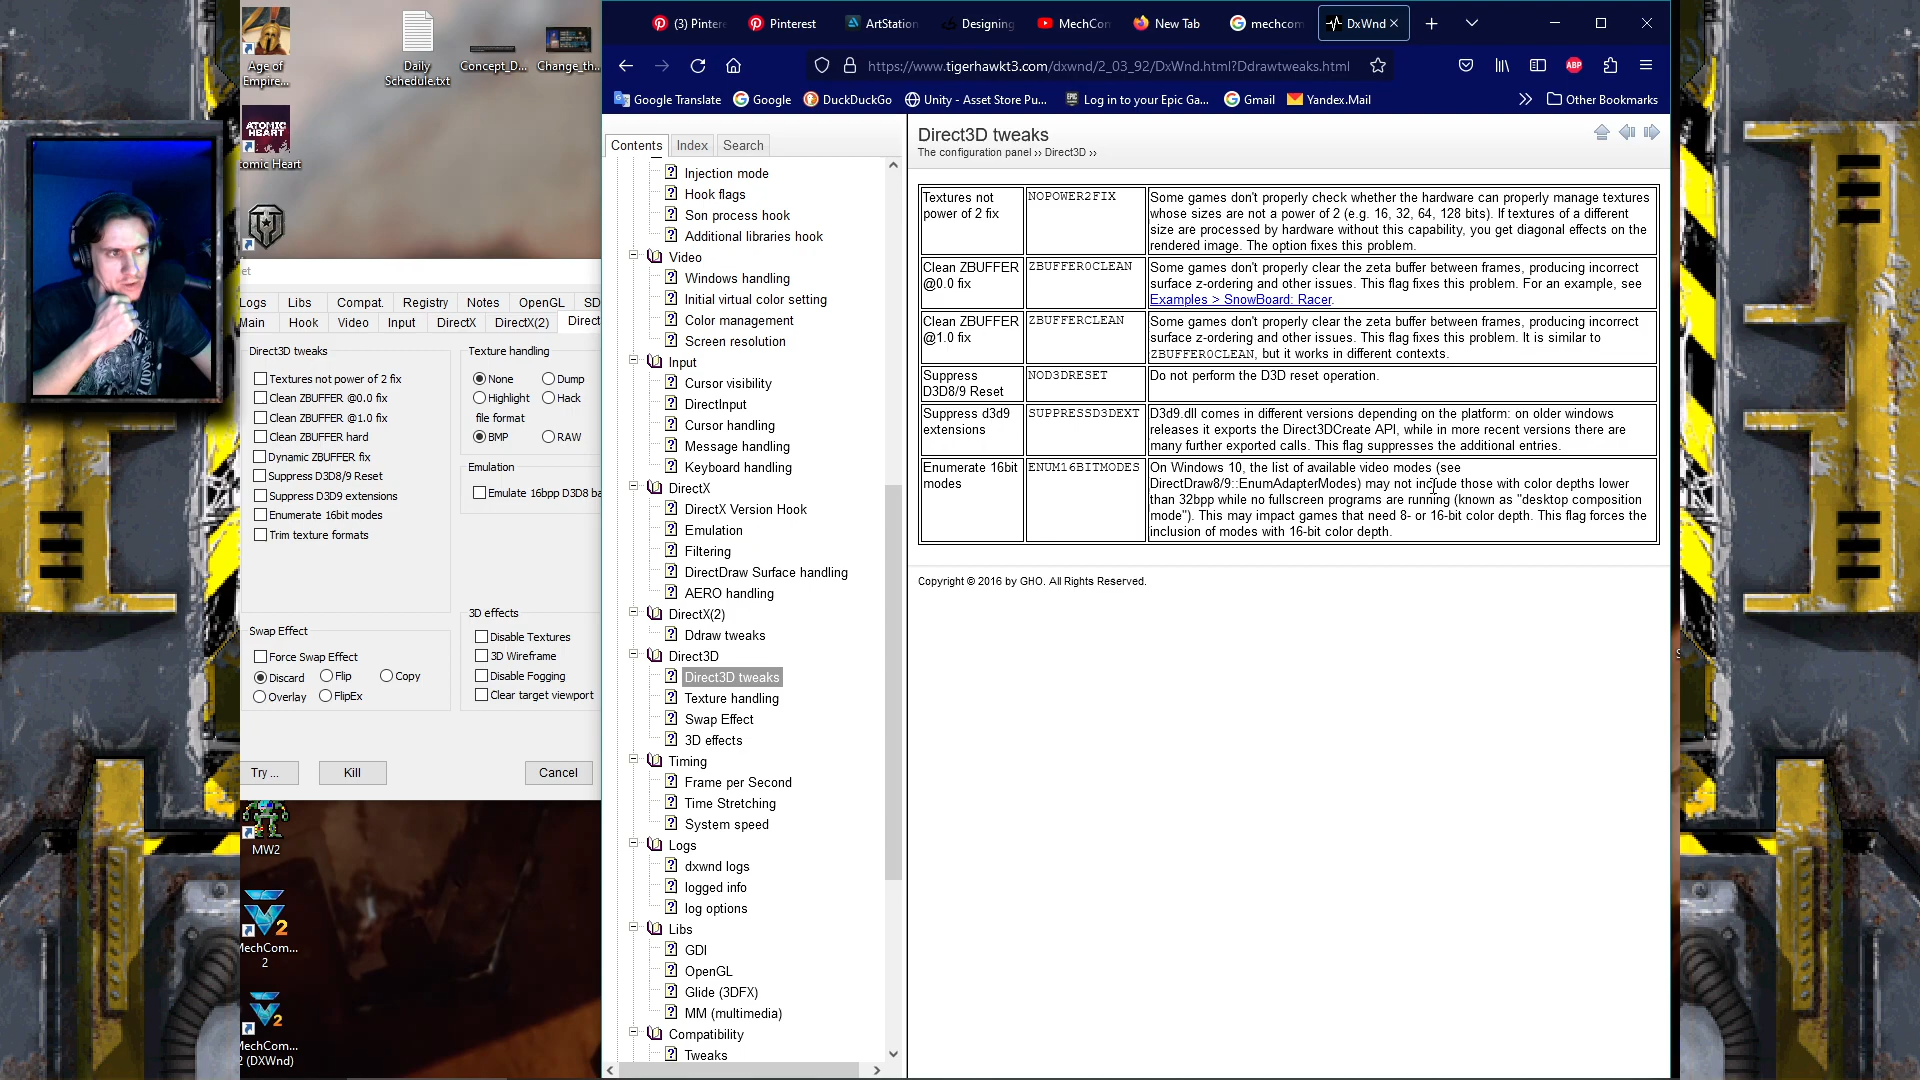 Age of
Empire...
Daily
Schedule.txt
Concept_D...
Change_th...
ATOMIC
HEART
tomic Heart
et
Logs Libs Compat. Registry Notes OpenGL SD
Main Hook Video Input DirectX DirectX(2) Direct
Direct3D tweaks
Textures not power of 2 fix
Clean ZBUFFER @0.0 fix
Clean ZBUFFER @1.0 fix
Clean ZBUFFER hard
Dynamic ZBUFFER fix
Suppress D3D8/9 Reset
Suppress D3D9 extensions
Enumerate 16bit modes
Trim texture formats
Texture handling
None Dump
Highlight Hack
file format
BMP RAW
Emulation
Emulate 16bpp D3D8 ba
Swap Effect
Force Swap Effect
Discard Flip Copy
Overlay FlipEx
3D effects
Disable Textures
3D Wireframe
Disable Fogging
Clear target viewport
Try ... Kill Cancel
MW2
2
MechCom...
2
2
MechCom...
2 (DXWnd)
(3) Pintere
Pinterest
ArtStation
Designing
MechCon
New Tab
mechcom
DxWnd
https://www.tigerhawkt3.com/dxwnd/2_03_92/DxWnd.html?Ddrawtweaks.html
ABP
Google Translate
Google
DuckDuckGo
Unity - Asset Store Pu...
Log in to your Epic Ga...
Gmail
Yandex.Mail
Other Bookmarks
Contents Index Search
Injection mode
Hook flags
Son process hook
Additional libraries hook
Video
Windows handling
Initial virtual color setting
Color management
Screen resolution
Input
Cursor visibility
DirectInput
Cursor handling
Message handling
Keyboard handling
DirectX
DirectX Version Hook
Emulation
Filtering
DirectDraw Surface handling
AERO handling
DirectX(2)
Ddraw tweaks
Direct3D
Direct3D tweaks
Texture handling
Swap Effect
3D effects
Timing
Frame per Second
Time Stretching
System speed
Logs
dxwnd logs
logged info
log options
Libs
GDI
OpenGL
Glide (3DFX)
MM (multimedia)
Compatibility
Tweaks
Direct3D tweaks
The configuration panel ›› Direct3D ››
Textures not
power of 2 fix
NOPOWER2FIX
Some games don't properly check whether the hardware can properly manage textures
whose sizes are not a power of 2 (e.g. 16, 32, 64, 128 bits). If textures of a different
size are processed by hardware without this capability, you get diagonal effects on the
rendered image. The option fixes this problem.
Clean ZBUFFER
@0.0 fix
ZBUFFER0CLEAN
Some games don't properly clear the zeta buffer between frames, producing incorrect
surface z-ordering and other issues. This flag fixes this problem. For an example, see
Examples > SnowBoard: Racer.
Clean ZBUFFER
@1.0 fix
ZBUFFERCLEAN
Some games don't properly clear the zeta buffer between frames, producing incorrect
surface z-ordering and other issues. This flag fixes this problem. It is similar to
ZBUFFER0CLEAN, but it works in different contexts.
Suppress
D3D8/9 Reset
NOD3DRESET
Do not perform the D3D reset operation.
Suppress d3d9
extensions
SUPPRESSD3DEXT
D3d9.dll comes in different versions depending on the platform: on older windows
releases it exports the Direct3DCreate API, while in more recent versions there are
many further exported calls. This flag suppresses the additional entries.
Enumerate 16bit
modes
ENUM16BITMODES
On Windows 10, the list of available video modes (see
DirectDraw8/9::EnumAdapterModes) may not include those with color depths lower
than 32bpp while no fullscreen programs are running (known as "desktop composition
mode"). This may impact games that need 8- or 16-bit color depth. This flag forces the
inclusion of modes with 16-bit color depth.
Copyright © 2016 by GHO. All Rights Reserved.